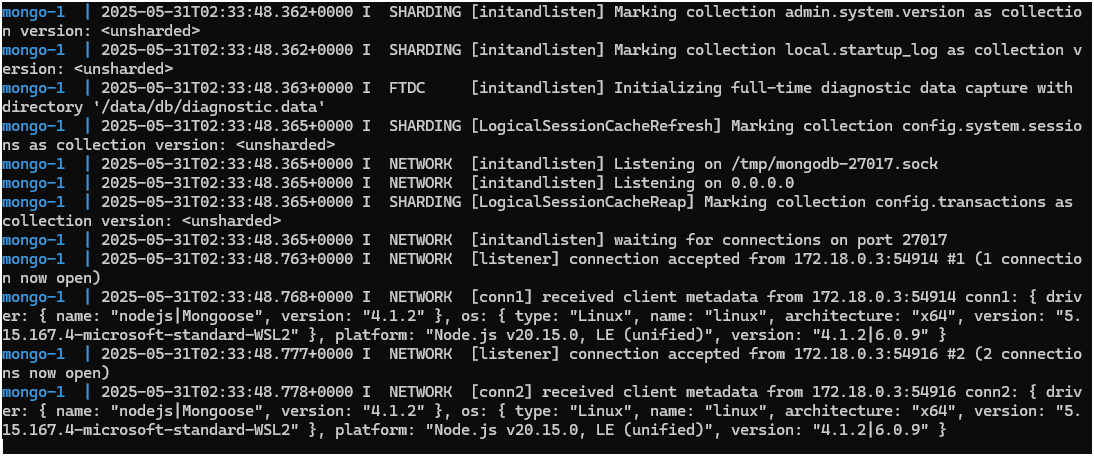 mongo-1  | 2025-05-31T02:33:48.362+0000 I  SHARDING [initandlisten] Marking collection admin.system.version as collectio
n version: <unsharded>
mongo-1  | 2025-05-31T02:33:48.362+0000 I  SHARDING [initandlisten] Marking collection local.startup_log as collection v
ersion: <unsharded>
mongo-1  | 2025-05-31T02:33:48.363+0000 I  FTDC     [initandlisten] Initializing full-time diagnostic data capture with
directory '/data/db/diagnostic.data'
mongo-1  | 2025-05-31T02:33:48.365+0000 I  SHARDING [LogicalSessionCacheRefresh] Marking collection config.system.sessio
ns as collection version: <unsharded>
mongo-1  | 2025-05-31T02:33:48.365+0000 I  NETWORK  [initandlisten] Listening on /tmp/mongodb-27017.sock
mongo-1  | 2025-05-31T02:33:48.365+0000 I  NETWORK  [initandlisten] Listening on 0.0.0.0
mongo-1  | 2025-05-31T02:33:48.365+0000 I  SHARDING [LogicalSessionCacheReap] Marking collection config.transactions as
collection version: <unsharded>
mongo-1  | 2025-05-31T02:33:48.365+0000 I  NETWORK  [initandlisten] waiting for connections on port 27017
mongo-1  | 2025-05-31T02:33:48.763+0000 I  NETWORK  [listener] connection accepted from 172.18.0.3:54914 #1 (1 connectio
n now open)
mongo-1  | 2025-05-31T02:33:48.768+0000 I  NETWORK  [conn1] received client metadata from 172.18.0.3:54914 conn1: { driv
er: { name: "nodejs|Mongoose", version: "4.1.2" }, os: { type: "Linux", name: "linux", architecture: "x64", version: "5.
15.167.4-microsoft-standard-WSL2" }, platform: "Node.js v20.15.0, LE (unified)", version: "4.1.2|6.0.9" }
mongo-1  | 2025-05-31T02:33:48.777+0000 I  NETWORK  [listener] connection accepted from 172.18.0.3:54916 #2 (2 connectio
ns now open)
mongo-1  | 2025-05-31T02:33:48.778+0000 I  NETWORK  [conn2] received client metadata from 172.18.0.3:54916 conn2: { driv
er: { name: "nodejs|Mongoose", version: "4.1.2" }, os: { type: "Linux", name: "linux", architecture: "x64", version: "5.
15.167.4-microsoft-standard-WSL2" }, platform: "Node.js v20.15.0, LE (unified)", version: "4.1.2|6.0.9" }